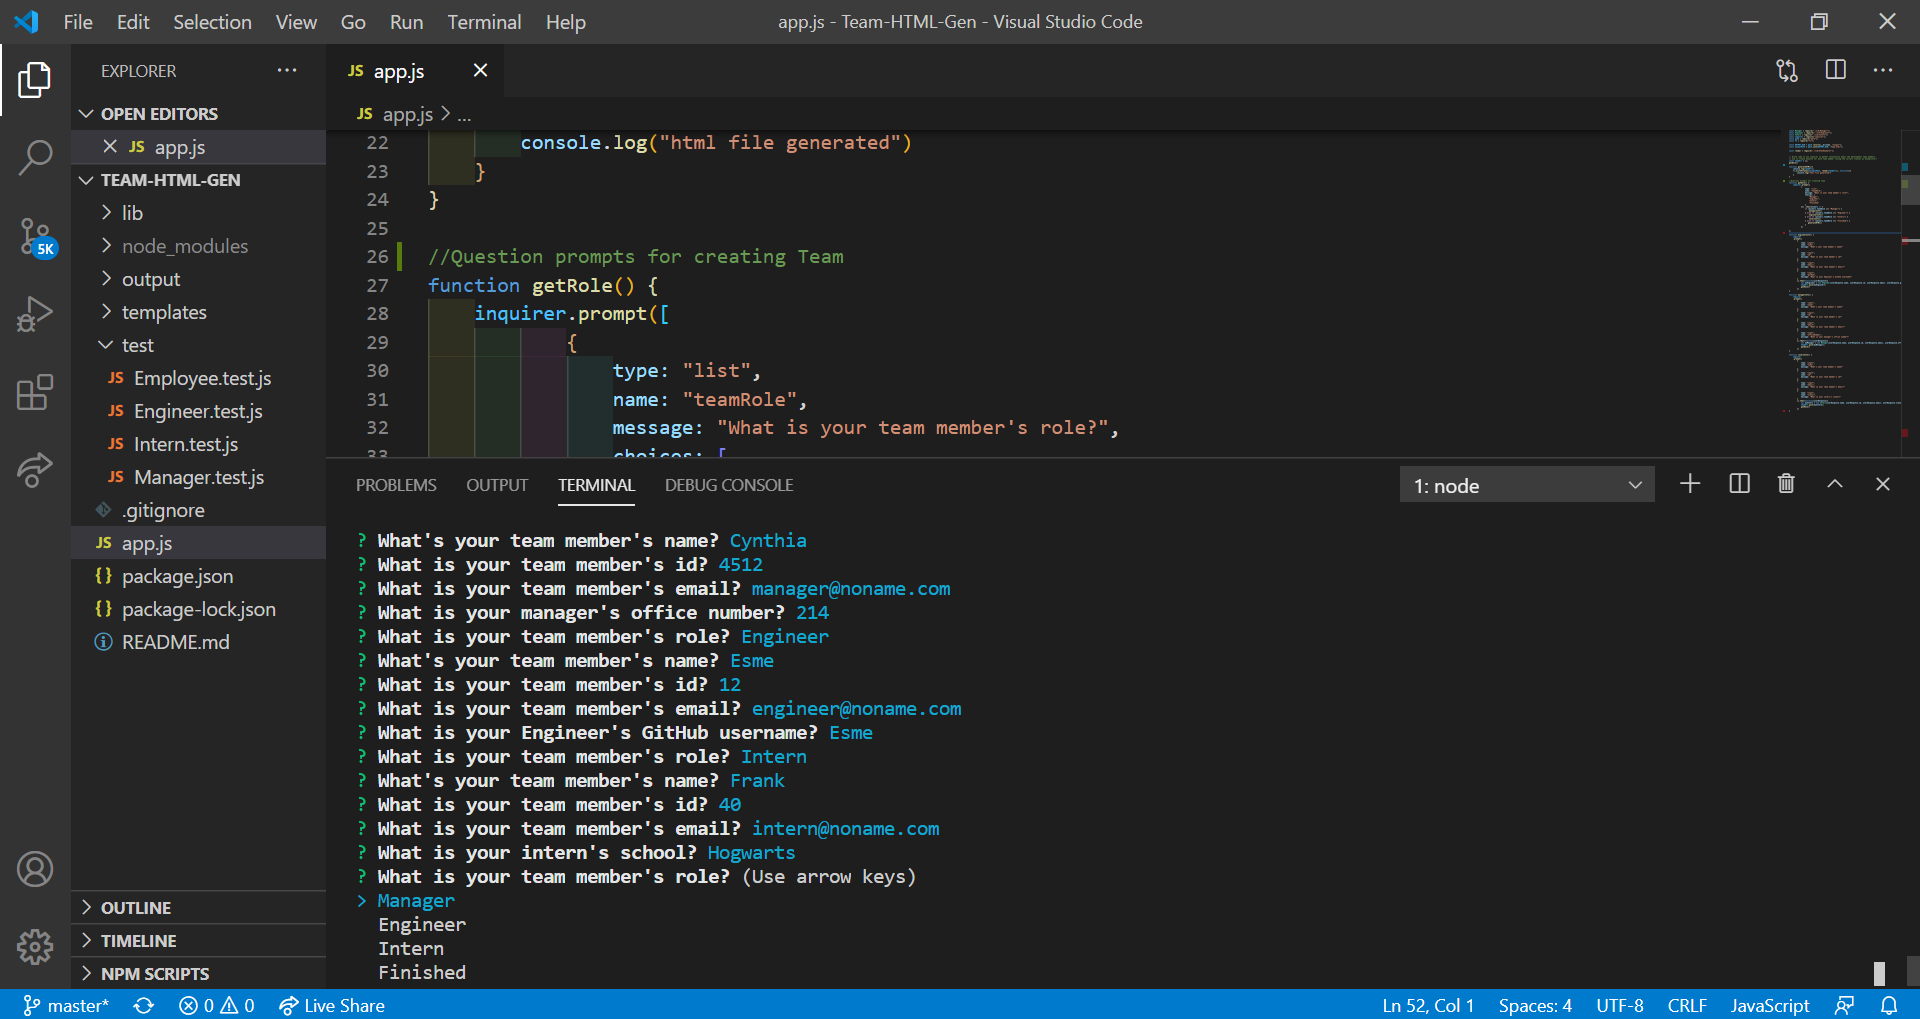 File Edit Selection View Go Run Terminal Help
app.js - Team-HTML-Gen - Visual Studio Code
EXPLORER
OPEN EDITORS
JS app.js
TEAM-HTML-GEN
lib
node_modules
output
templates
test
JS Employee.test.js
JS Engineer.test.js
JS Intern.test.js
JS Manager.test.js
.gitignore
JS app.js
{} package.json
{} package-lock.json
README.md
OUTLINE
TIMELINE
NPM SCRIPTS
5K
JS app.js
JS app.js > ...
22 console.log("html file generated")
23 }
24 }
25
26 //Question prompts for creating Team
27 function getRole() {
28 inquirer.prompt([
29 {
30 type: "list",
31 name: "teamRole",
32 message: "What is your team member's role?",
33 choices: [
PROBLEMS OUTPUT TERMINAL DEBUG CONSOLE
1: node
? What's your team member's name? Cynthia
? What is your team member's id? 4512
? What is your team member's email? manager@noname.com
? What is your manager's office number? 214
? What is your team member's role? Engineer
? What's your team member's name? Esme
? What is your team member's id? 12
? What is your team member's email? engineer@noname.com
? What is your Engineer's GitHub username? Esme
? What is your team member's role? Intern
? What's your team member's name? Frank
? What is your team member's id? 40
? What is your team member's email? intern@noname.com
? What is your intern's school? Hogwarts
? What is your team member's role? (Use arrow keys)
> Manager
Engineer
Intern
Finished
master* 0 0 Live Share
Ln 52, Col 1 Spaces: 4 UTF-8 CRLF JavaScript